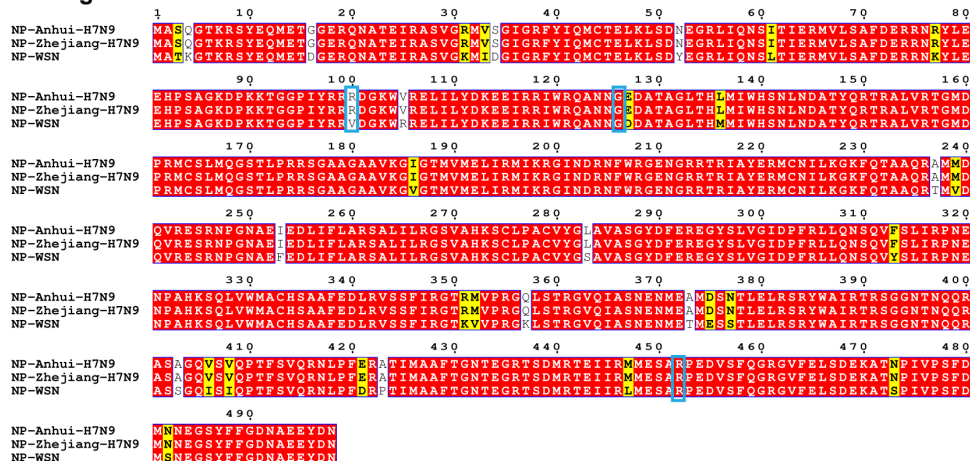 1 10 20 30 40 50 60 70 80
NP-Anhui-H7N9 MASQGTKRSYEQMETGGERQNATEIRASVGRMVSGIGRFYIQMCTELKLSDNEGRLIQNSITIERMVLSAFDERRNRYLE
NP-Zhejiang-H7N9 MASQGTKRSYEQMETGGERQNATEIRASVGRMVSGIGRFYIQMCTELKLSDNEGRLIQNSITIERMVLSAFDERRNRYLE
NP-WSN MATKGTKRSYEQMETDGERQNATEIRASVGKMIDGIGRFYIQMCTELKLSDYEGRLIQNSLTIERMVLSAFDERRNKYLE
90 100 110 120 130 140 150 160
NP-Anhui-H7N9 EHPSAGKDPKKTGGPIYRRRDGKWVRELILYDKEEIRRIWRQANNGEDATAGLTHLMIWHSNLNDATYQRTRALVRTGMD
NP-Zhejiang-H7N9 EHPSAGKDPKKTGGPIYRRRDGKWVRELILYDKEEIRRIWRQANNGEDATAGLTHLMIWHSNLNDATYQRTRALVRTGMD
NP-WSN EHPSAGKDPKKTGGPIYRRVDGKWRRELILYDKEEIRRIWRQANNGDDATAGLTHMMIWHSNLNDATYQRTRALVRTGMD
170 180 190 200 210 220 230 240
NP-Anhui-H7N9 PRMCSLMQGSTLPRRSGAAGAAVKGIGTMVMELIRMIKRGINDRNFWRGENGRRTRIAYERMCNILKGKFQTAAQRAMMD
NP-Zhejiang-H7N9 PRMCSLMQGSTLPRRSGAAGAAVKGIGTMVMELIRMIKRGINDRNFWRGENGRRTRIAYERMCNILKGKFQTAAQRAMMD
NP-WSN PRMCSLMQGSTLPRRSGAAGAAVKGVGTMVMELIRMIKRGINDRNFWRGENGRRTRIAYERMCNILKGKFQTAAQRTMVD
250 260 270 280 290 300 310 320
NP-Anhui-H7N9 QVRESRNPGNAEIEDLIFLARSALILRGSVAHKSCLPACVYGLAVASGYDFEREGYSLVGIDPFRLLQNSQVFSLIRPNE
NP-Zhejiang-H7N9 QVRESRNPGNAEIEDLIFLARSALILRGSVAHKSCLPACVYGLAVASGYDFEREGYSLVGIDPFRLLQNSQVFSLIRPNE
NP-WSN QVRESRNPGNAEFEDLIFLARSALILRGSVAHKSCLPACVYGSAVASGYDFEREGYSLVGIDPFRLLQNSQVYSLIRPNE
330 340 350 360 370 380 390 400
NP-Anhui-H7N9 NPAHKSQLVWMACHSAAFEDLRVSSFIRGTRMVPRGQLSTRGVQIASNENMEAMDSNTLELRSRYWAIRTRSGGNTNQQR
NP-Zhejiang-H7N9 NPAHKSQLVWMACHSAAFEDLRVSSFIRGTRMVPRGQLSTRGVQIASNENMEAMDSNTLELRSRYWAIRTRSGGNTNQQR
NP-WSN NPAHKSQLVWMACHSAAFEDLRVSSFIRGTKVVPRGKLSTRGVQIASNENMETMESSTLELRSRYWAIRTRSGGNTNQQR
410 420 430 440 450 460 470 480
NP-Anhui-H7N9 ASAGQVSVQPTFSVQRNLPFERATIMAAFTGNTEGRTSDMRTEIIRMMESARPEDVSFQGRGVFELSDEKATNPIVPSFD
NP-Zhejiang-H7N9 ASAGQVSVQPTFSVQRNLPFERATIMAAFTGNTEGRTSDMRTEIIRMMESARPEDVSFQGRGVFELSDEKATNPIVPSFD
NP-WSN ASSGQISIQPTFSVQRNLPFDRPTIMAAFTGNTEGRTSDMRTEIIRLMESARPEDVSFQGRGVFELSDEKATSPIVPSFD
490
NP-Anhui-H7N9 MNNEGSYFFGDNAEEYDN
NP-Zhejiang-H7N9 MNNEGSYFFGDNAEEYDN
NP-WSN MSNEGSYFFGDNAEEYDN